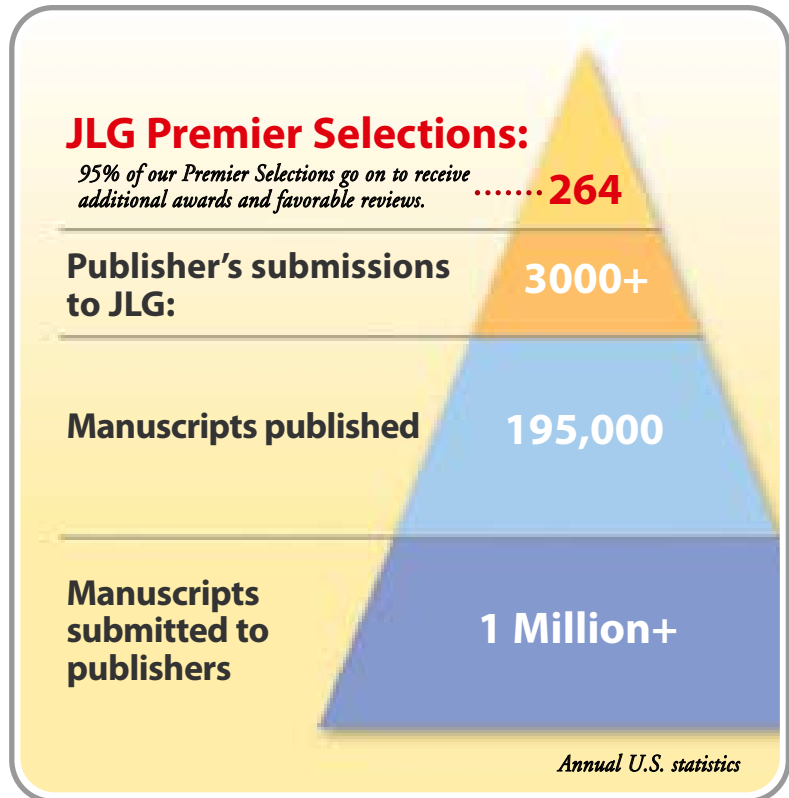 JLG Premier Selections:
95% of our Premier Selections go on to receive
additional awards and favorable reviews.
.......264
Publisher’s submissions
to JLG:
3000+
Manuscripts published
195,000
Manuscripts
submitted to
publishers
1 Million+
Annual U.S. statistics